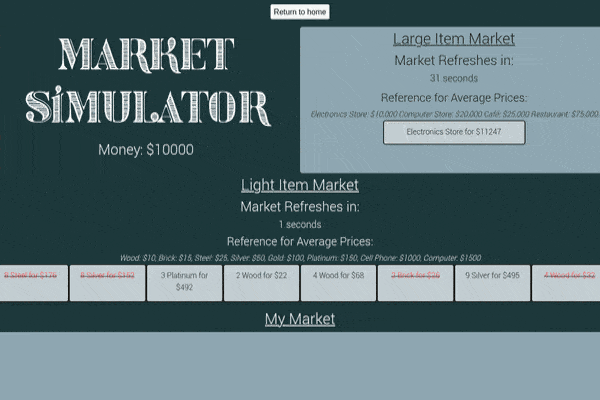 Return to home
MARKET
SiMULATOR
Money: $10000
Large Item Market
Market Refreshes in:
31 seconds
Reference for Average Prices:
Electronics Store: $10,000 Computer Store: $20,000 Café: $25,000 Restaurant: $75,000
Electronics Store for $11247
Light Item Market
Market Refreshes in:
1 seconds
Reference for Average Prices:
Wood: $10, Brick: $15, Steel: $25, Silver: $50, Gold: $100, Platinum: $150, Cell Phone: $1000, Computer: $1500
8 Steel for $176
8 Silver for $392
3 Platinum for
$492
2 Wood for $22
4 Wood for $68
2 Brick for $26
9 Silver for $495
4 Wood for $32
My Market